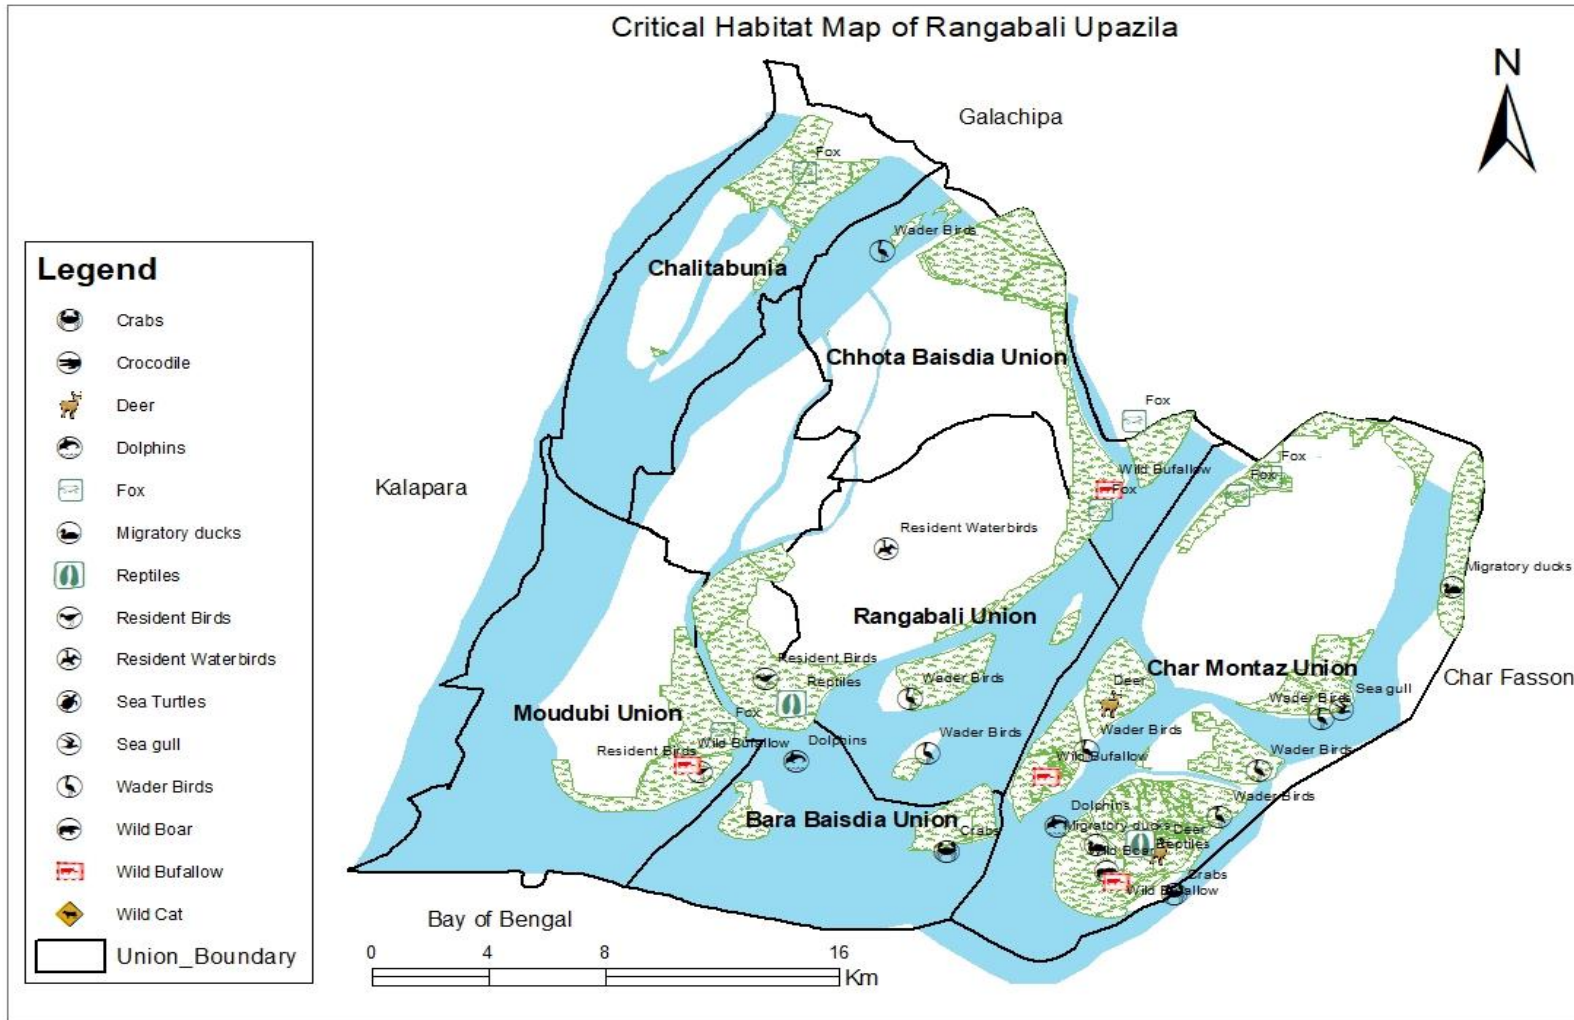 Critical Habitat Map of Rangabali Upazila
N
Galachipa
Fox
Wader Birds
Chalitabunia
Chhota Baisdia Union
Fox
Kalapara
Wild Bufallow
Fox
Fox
Fox
Resident Waterbirds
Migratory ducks
Rangabali Union
Resident Birds
Reptiles
Wader Birds
Char Montaz Union
Deer
Char Fasson
Wader Birds
Sea gull
Moudubi Union
Fox
Resident Birds
Wild Bufallow
Dolphins
Wader Birds
Wader Birds
Wild Bufallow
Wader Birds
Bara Baisdia Union
Crabs
Dolphins
Wader Birds
Migratory ducks
Deer
Wild Boar
Reptiles
Crabs
Wild Bufallow
Bay of Bengal
0 4 8 16
Km
Legend
Crabs
Crocodile
Deer
Dolphins
Fox
Migratory ducks
Reptiles
Resident Birds
Resident Waterbirds
Sea Turtles
Sea gull
Wader Birds
Wild Boar
Wild Bufallow
Wild Cat
Union_Boundary